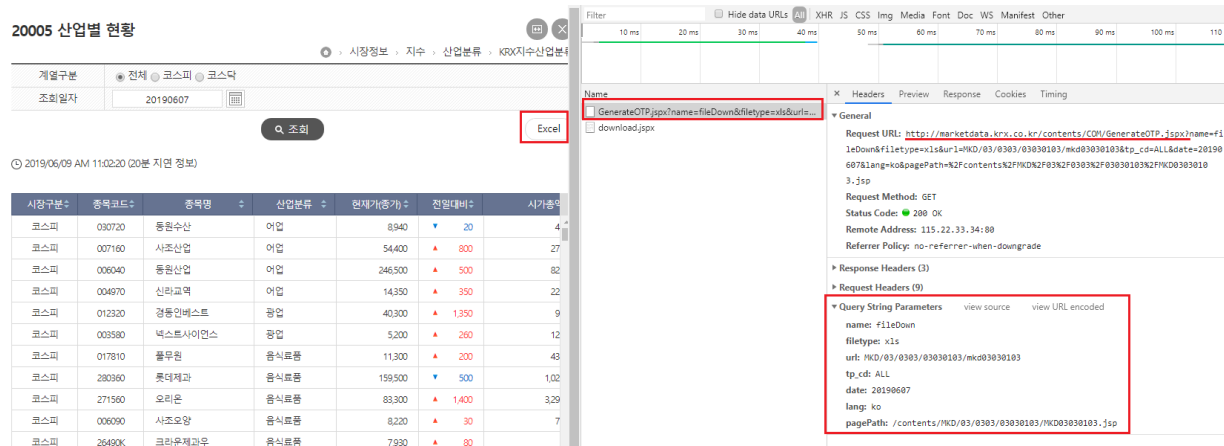 20005 산업별 현황
시장정보 › 지수 › 산업분류 › KRX지수산업분류
계열구분 전체 코스피 코스닥
조회일자 20190607
조회
Excel
2019/06/09 AM 11:02:20 (20분 지연 정보)
시장구분 종목코드 종목명 산업분류 현재가(종가) 전일대비 시가총액
코스피 030720 동원수산 어업 8,940 ▼ 20 4
코스피 007160 사조산업 어업 54,400 ▲ 800 27
코스피 006040 동원산업 어업 246,500 ▲ 500 82
코스피 004970 신라교역 어업 14,350 ▲ 350 22
코스피 012320 경동인베스트 광업 40,300 ▲ 1,350 9
코스피 003580 넥스트사이언스 광업 5,200 ▲ 260 12
코스피 017810 풀무원 음식료품 11,300 ▲ 200 43
코스피 280360 롯데제과 음식료품 159,500 ▼ 500 1,02
코스피 271560 오리온 음식료품 83,300 ▲ 1,400 3,29
코스피 006090 사조오양 음식료품 8,220 ▲ 30 7
코스피 26490K 크라운제과우 음식료품 7,930 ▲ 80
Filter Hide data URLs All XHR JS CSS Img Media Font Doc WS Manifest Other
10 ms 20 ms 30 ms 40 ms 50 ms 60 ms 70 ms 80 ms 90 ms 100 ms 110
Name
GenerateOTP.jspx?name=fileDown&filetype=xls&url=...
download.jspx
× Headers Preview Response Cookies Timing
▼ General
Request URL: http://marketdata.krx.co.kr/contents/COM/GenerateOTP.jspx?name=fi
leDown&filetype=xls&url=MKD/03/0303/03030103/mkd03030103&tp_cd=ALL&date=20190
607&lang=ko&pagePath=%2Fcontents%2FMKD%2F03%2F0303%2F03030103%2FMKD0303010
3.jsp
Request Method: GET
Status Code: 200 OK
Remote Address: 115.22.33.34:80
Referrer Policy: no-referrer-when-downgrade
▶ Response Headers (3)
▶ Request Headers (9)
▼ Query String Parameters view source view URL encoded
name: fileDown
filetype: xls
url: MKD/03/0303/03030103/mkd03030103
tp_cd: ALL
date: 20190607
lang: ko
pagePath: /contents/MKD/03/0303/03030103/MKD03030103.jsp